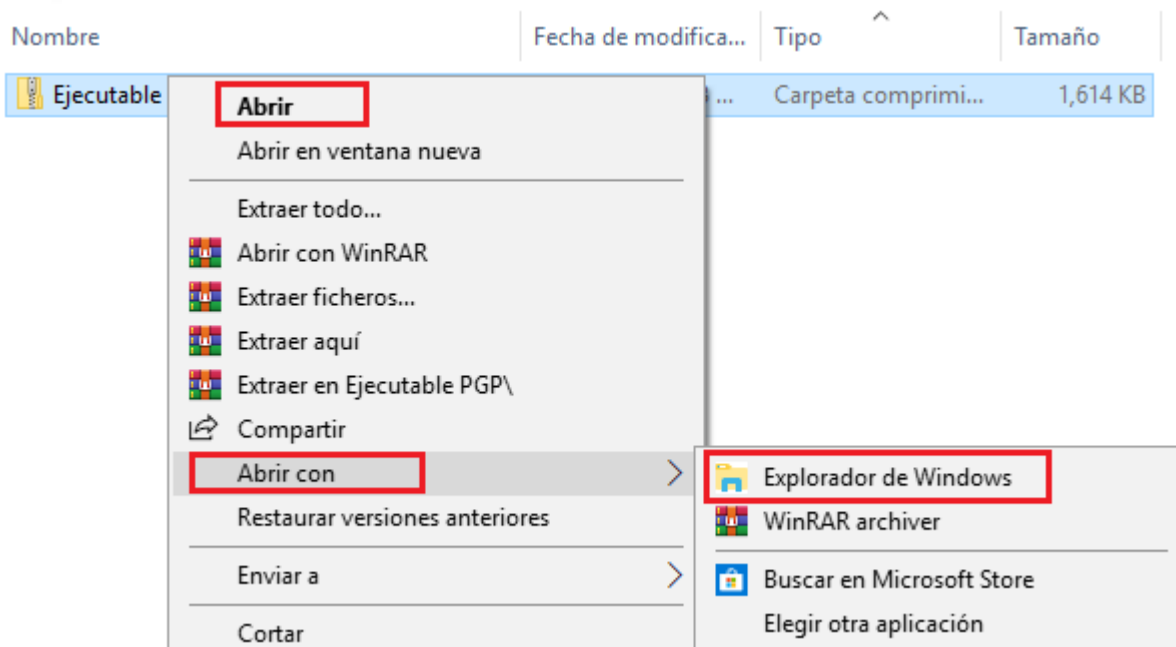 Nombre Fecha de modifica... Tipo Tamaño
Ejecutable ... Carpeta comprimi... 1,614 KB
Abrir
Abrir en ventana nueva
Extraer todo...
Abrir con WinRAR
Extraer ficheros...
Extraer aquí
Extraer en Ejecutable PGP\
Compartir
Abrir con
Restaurar versiones anteriores
Enviar a
Cortar
Explorador de Windows
WinRAR archiver
Buscar en Microsoft Store
Elegir otra aplicación